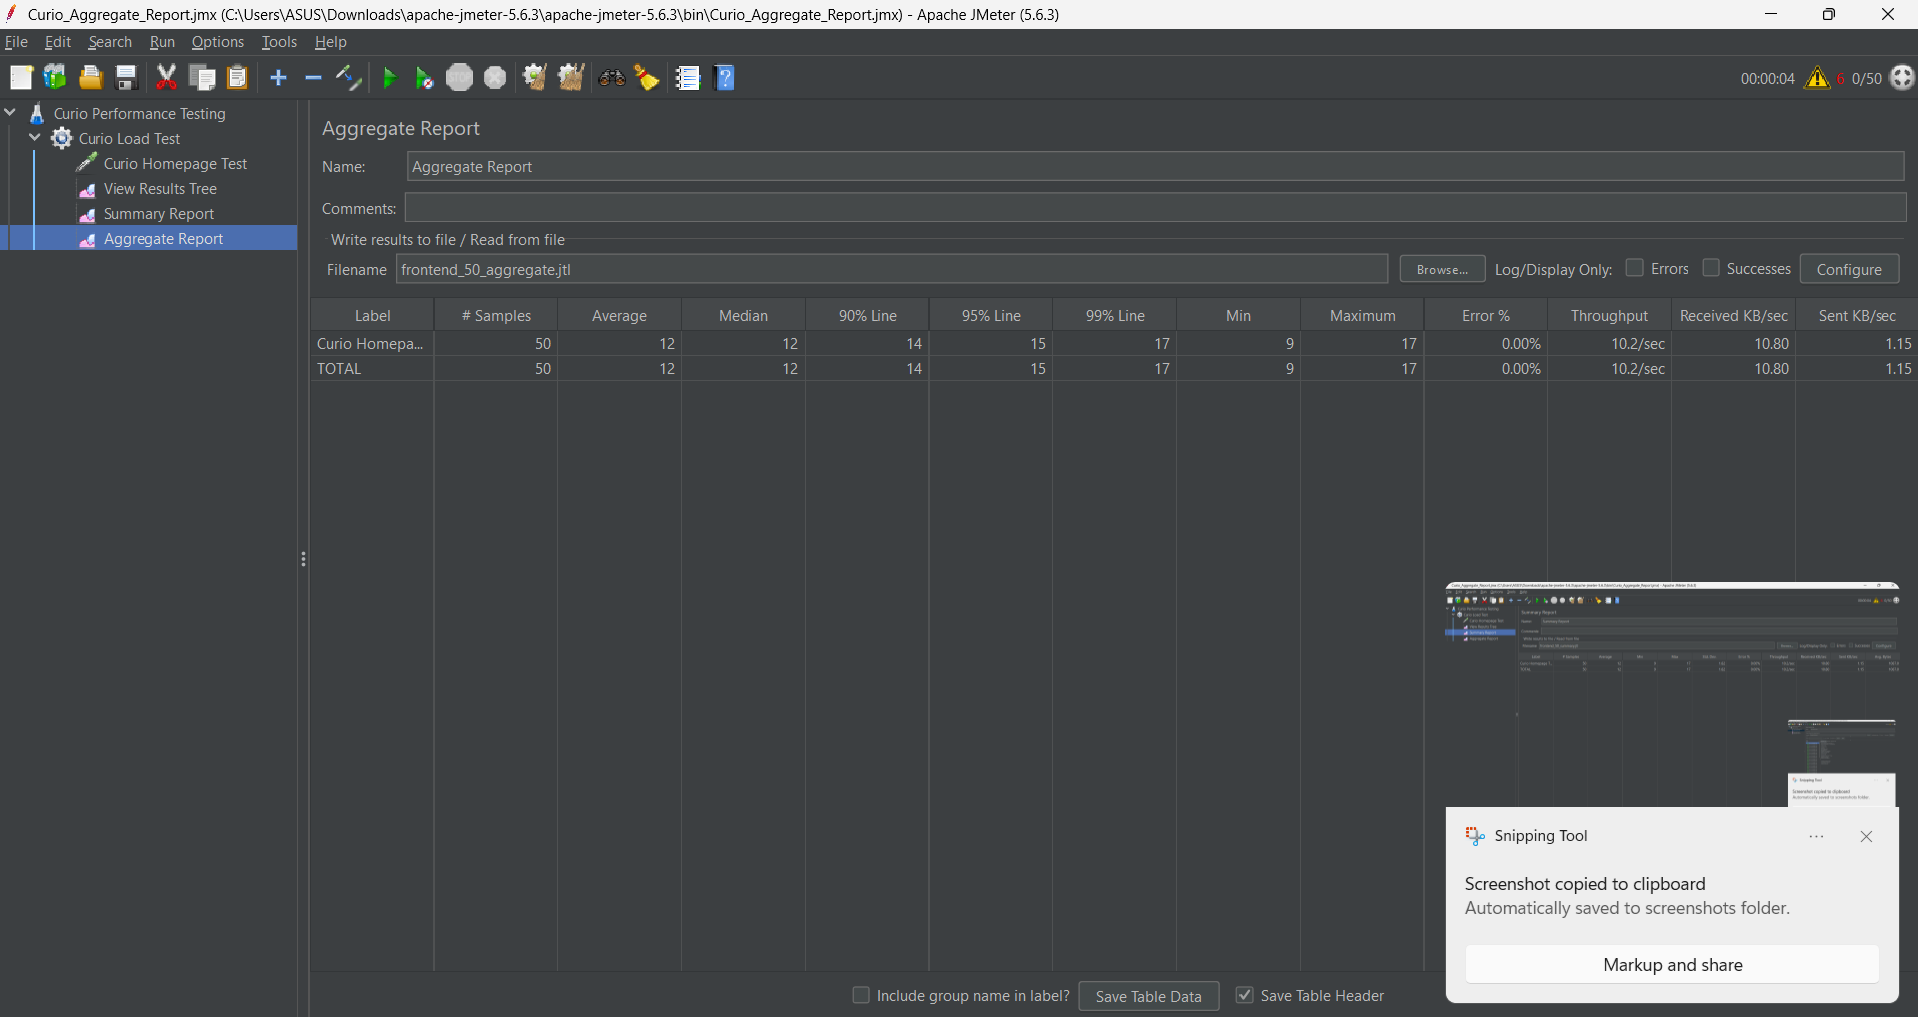 Curio_Aggregate_Report.jmx (C:\Users\ASUS\Downloads\apache-jmeter-5.6.3\apache-jmeter-5.6.3\bin\Curio_Aggregate_Report.jmx) - Apache JMeter (5.6.3)
File Edit Search Run Options Tools Help
STOP 00:00:04 6 0/50
Curio Performance Testing
Curio Load Test
Curio Homepage Test
View Results Tree
Summary Report
Aggregate Report
Aggregate Report
Name: Aggregate Report
Comments:
Write results to file / Read from file
Filename frontend_50_aggregate.jtl Browse... Log/Display Only: Errors Successes Configure
Label # Samples Average Median 90% Line 95% Line 99% Line Min Maximum Error % Throughput Received KB/sec Sent KB/sec
Curio Homepa... 50 12 12 14 15 17 9 17 0.00% 10.2/sec 10.80 1.15
TOTAL 50 12 12 14 15 17 9 17 0.00% 10.2/sec 10.80 1.15
Snipping Tool
Screenshot copied to clipboard
Automatically saved to screenshots folder.
Markup and share
Include group name in label? Save Table Data Save Table Header